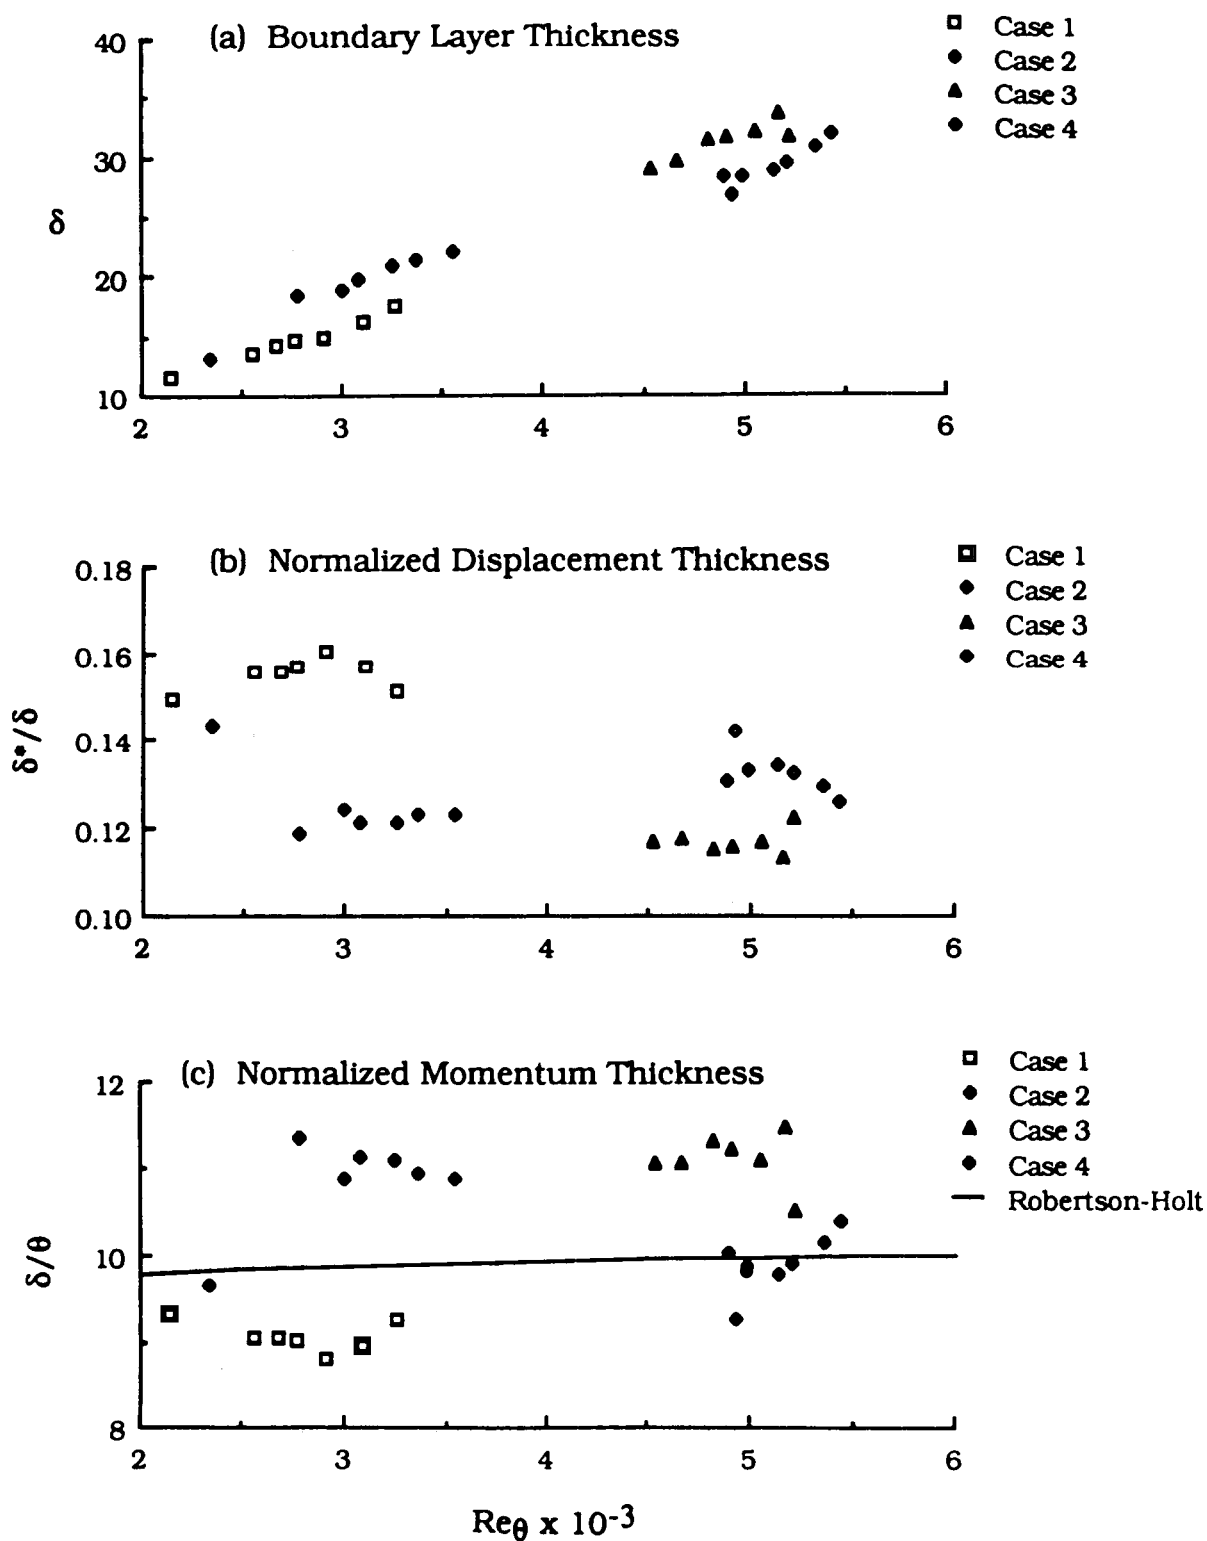 (a) Boundary Layer Thickness
Case 1
Case 2
Case 3
Case 4
40
30
20
10
δ
2 3 4 5 6
(b) Normalized Displacement Thickness
Case 1
Case 2
Case 3
Case 4
0.18
0.16
0.14
0.12
0.10
δ*/δ
2 3 4 5 6
(c) Normalized Momentum Thickness
Case 1
Case 2
Case 3
Case 4
Robertson-Holt
12
10
8
δ/θ
2 3 4 5 6
Reθ x 10-3